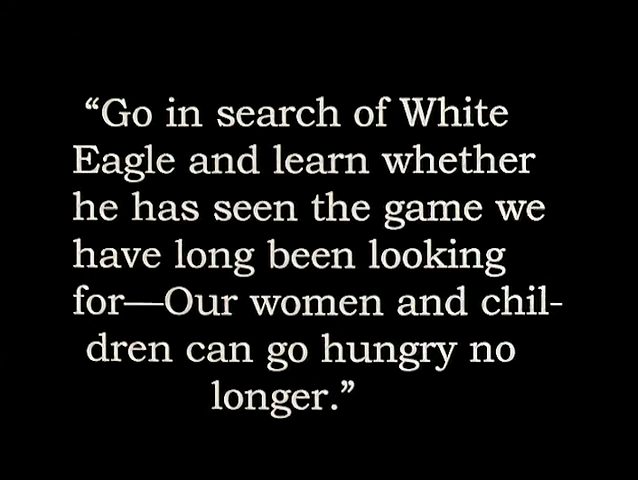 “Go in search of White
Eagle and learn whether
he has seen the game we
have long been looking
for—Our women and chil-
dren can go hungry no
longer.”